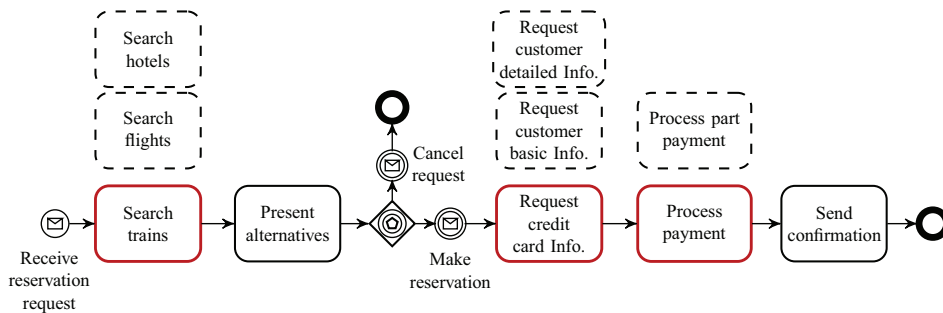 Search
hotels
Search
flights
Search
trains
Receive
reservation
request
Present
alternatives
Cancel
request
Make
reservation
Request
customer
detailed Info.
Request
customer
basic Info.
Request
credit
card Info.
Process part
payment
Process
payment
Send
confirmation